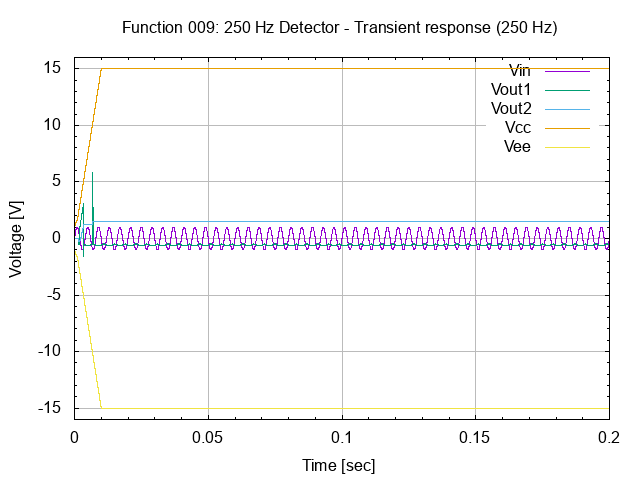 Function 009: 250 Hz Detector - Transient response (250 Hz)
15
10
5
0
-5
-10
-15
Voltage [V]
Vin
Vout1
Vout2
Vcc
Vee
0
0.05
0.1
0.15
0.2
Time [sec]